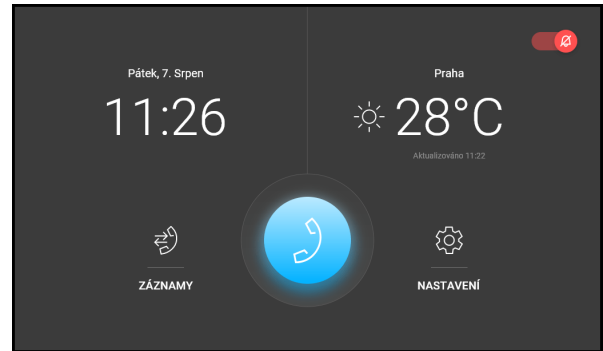 Pátek, 7. Srpen
11:26
Praha
28°C
Aktualizováno 11:22
ZÁZNAMY
NASTAVENÍ